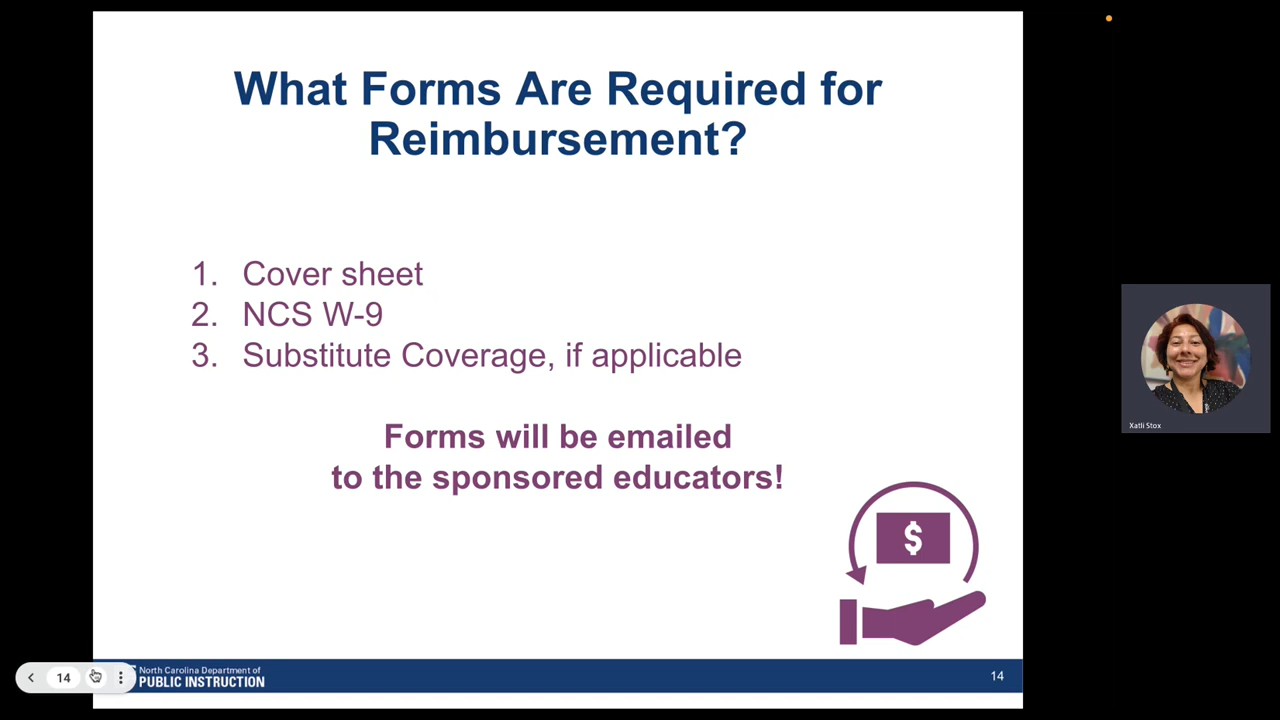 What Forms Are Required for
Reimbursement?
1. Cover sheet
2. NCS W-9
3. Substitute Coverage, if applicable
Forms will be emailed
to the sponsored educators!
$
Xatli Stox
14
North Carolina Department of
PUBLIC INSTRUCTION
14